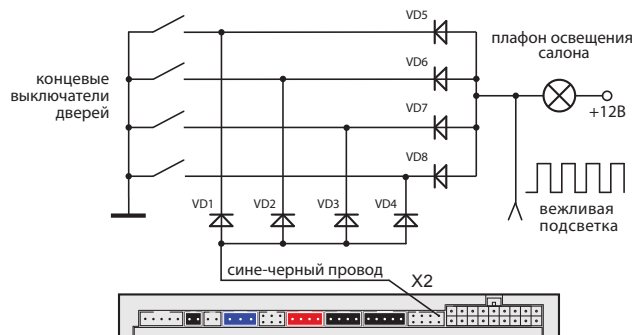 VD5
плафон освещения
салона
VD6
концевые
выключатели
дверей
+12В
VD7
VD8
VD1
VD2
VD3
VD4
вежливая
подсветка
сине-черный провод
X2